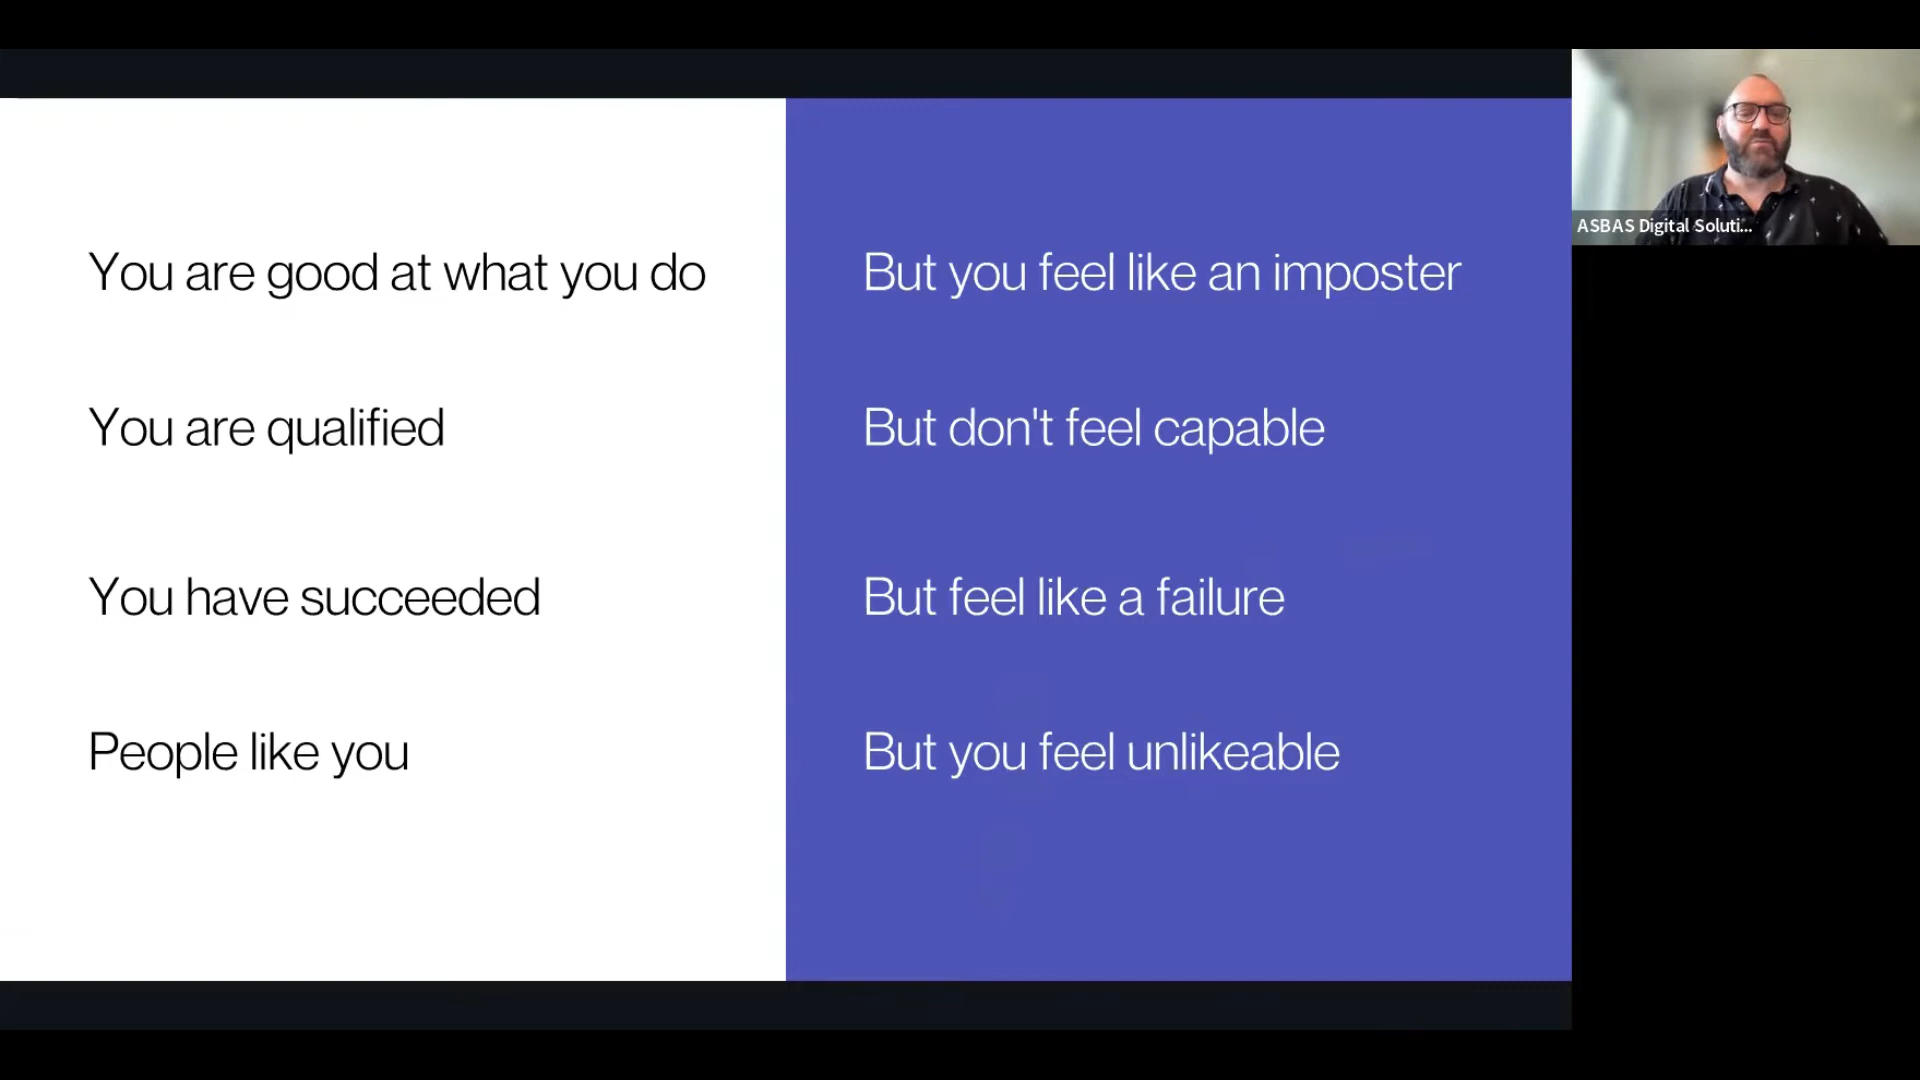 You are good at what you do
But you feel like an imposter
You are qualified
But don't feel capable
You have succeeded
But feel like a failure
People like you
But you feel unlikeable
ASBAS Digital Soluti...